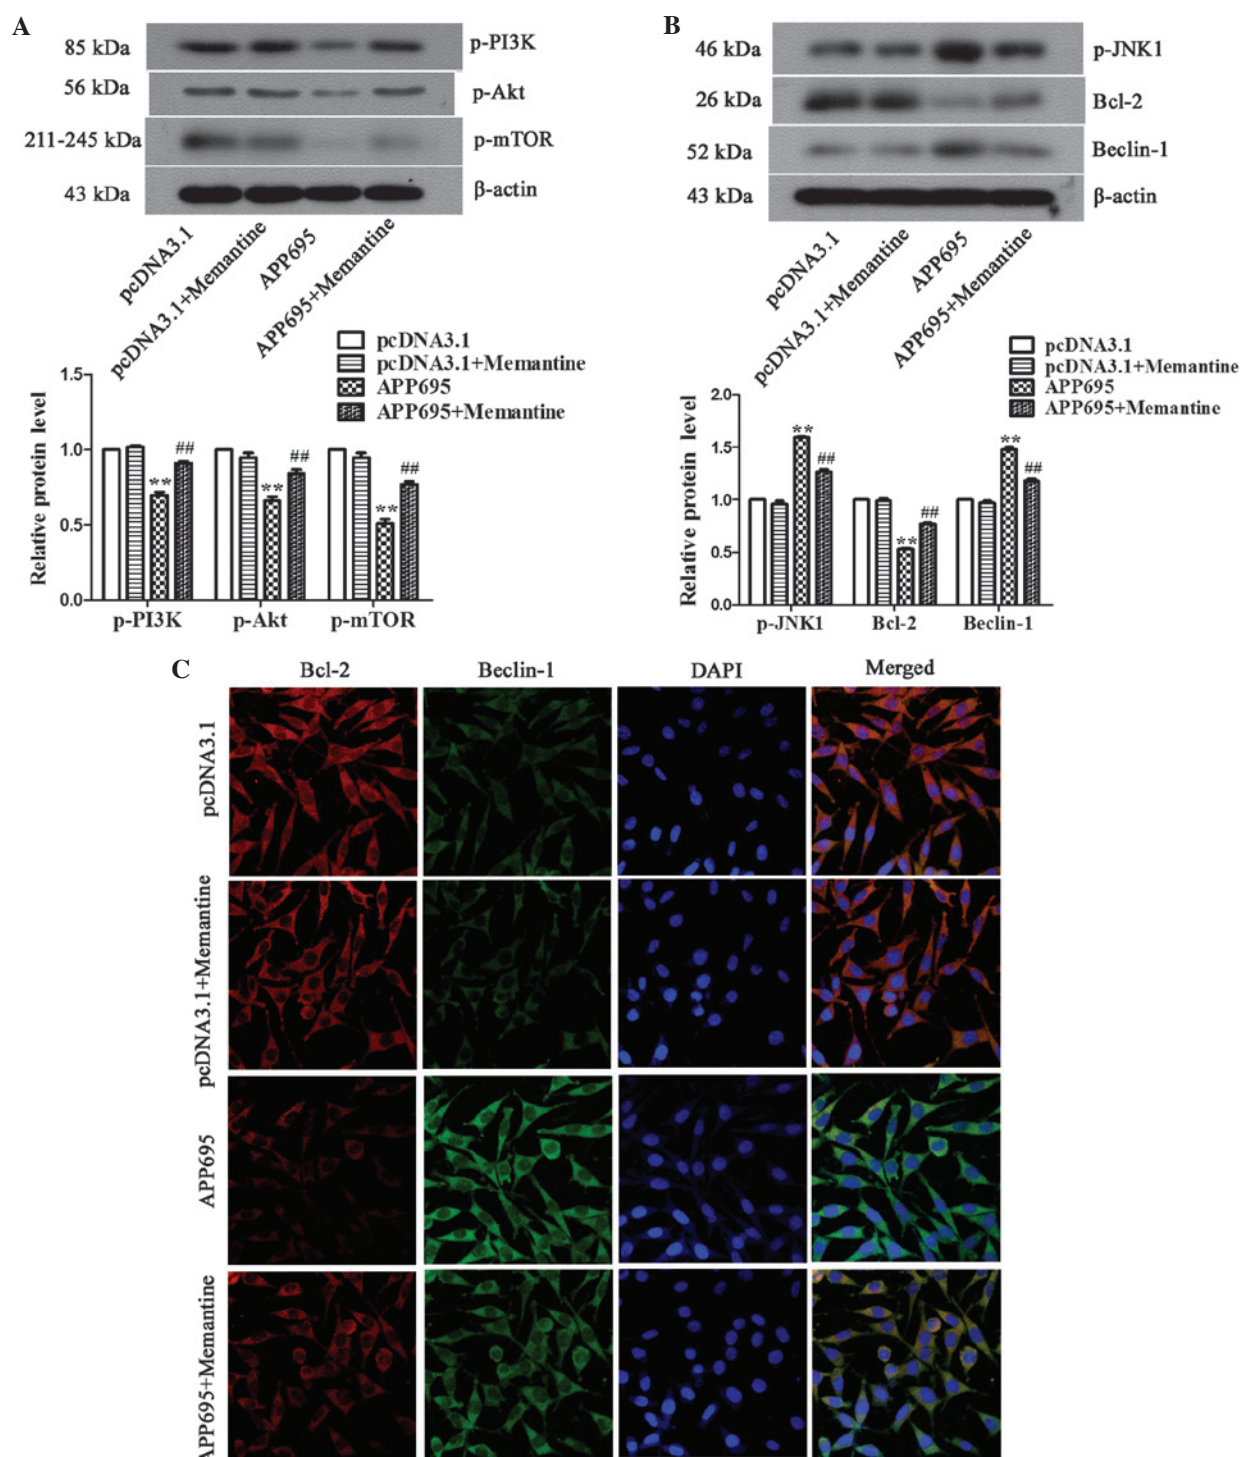 A
85 kDa
p-PI3K
56 kDa
p-Akt
211-245 kDa
p-mTOR
43 kDa
β-actin
pcDNA3.1
pcDNA3.1+Memantine
APP695
APP695+Memantine
pcDNA3.1
pcDNA3.1+Memantine
APP695
APP695+Memantine
Relative protein level
1.5
1.0
0.5
0.0
**
##
**
##
**
##
p-PI3K
p-Akt
p-mTOR
B
46 kDa
p-JNK1
26 kDa
Bcl-2
52 kDa
Beclin-1
43 kDa
β-actin
pcDNA3.1
pcDNA3.1+Memantine
APP695
APP695+Memantine
pcDNA3.1
pcDNA3.1+Memantine
APP695
APP695+Memantine
Relative protein level
2.0
1.5
1.0
0.5
0.0
**
##
**
##
**
##
p-JNK1
Bcl-2
Beclin-1
C
Bcl-2
Beclin-1
DAPI
Merged
pcDNA3.1
pcDNA3.1+Memantine
APP695
APP695+Memantine